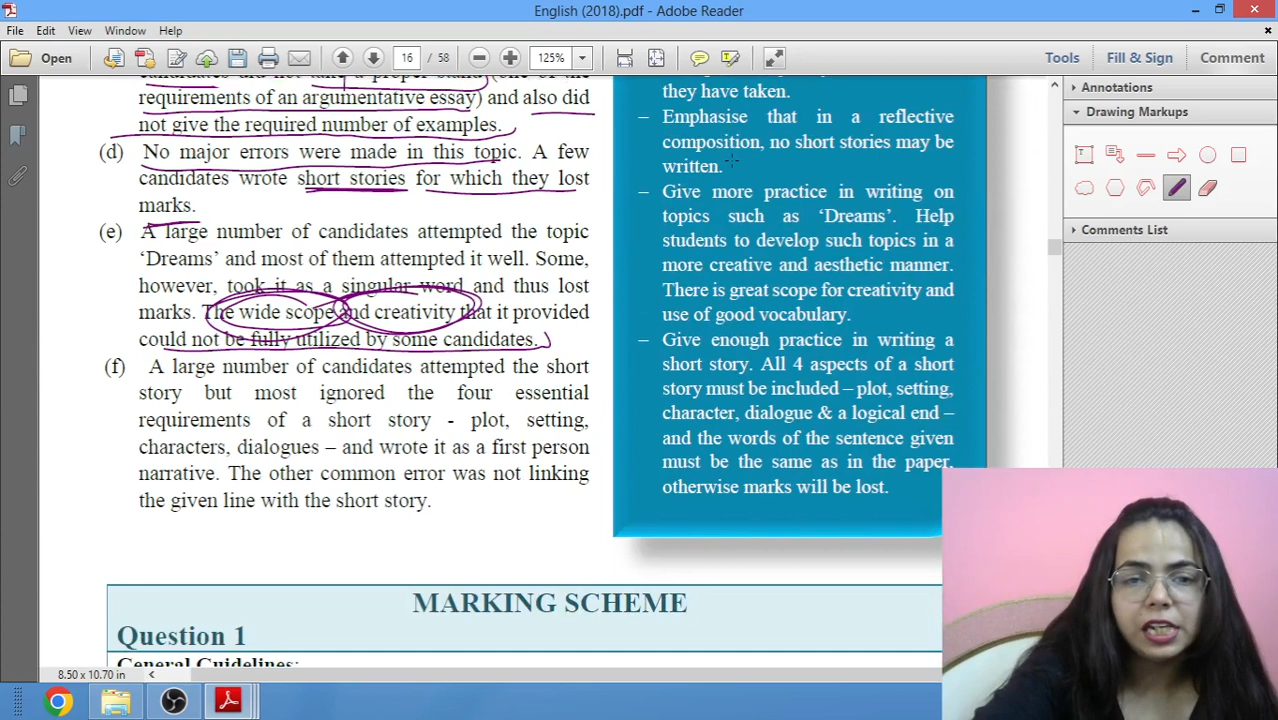 English (2018).pdf - Adobe Reader
File Edit View Window Help
Open 16 / 58 125% Tools Fill & Sign Comment
candidates did not take a proper stand (one of the
requirements of an argumentative essay) and also did
not give the required number of examples.
(d) No major errors were made in this topic. A few
candidates wrote short stories for which they lost
marks.
(e) A large number of candidates attempted the topic
‘Dreams’ and most of them attempted it well. Some,
however, took it as a singular word and thus lost
marks. The wide scope and creativity that it provided
could not be fully utilized by some candidates.
(f) A large number of candidates attempted the short
story but most ignored the four essential
requirements of a short story - plot, setting,
characters, dialogues – and wrote it as a first person
narrative. The other common error was not linking
the given line with the short story.
they have taken.
– Emphasise that in a reflective
composition, no short stories may be
written.
– Give more practice in writing on
topics such as ‘Dreams’. Help
students to develop such topics in a
more creative and aesthetic manner.
There is great scope for creativity and
use of good vocabulary.
– Give enough practice in writing a
short story. All 4 aspects of a short
story must be included – plot, setting,
character, dialogue & a logical end –
and the words of the sentence given
must be the same as in the paper,
otherwise marks will be lost.
Annotations
Drawing Markups
Comments List
MARKING SCHEME
Question 1
General Guidelines:
8.50 x 10.70 in